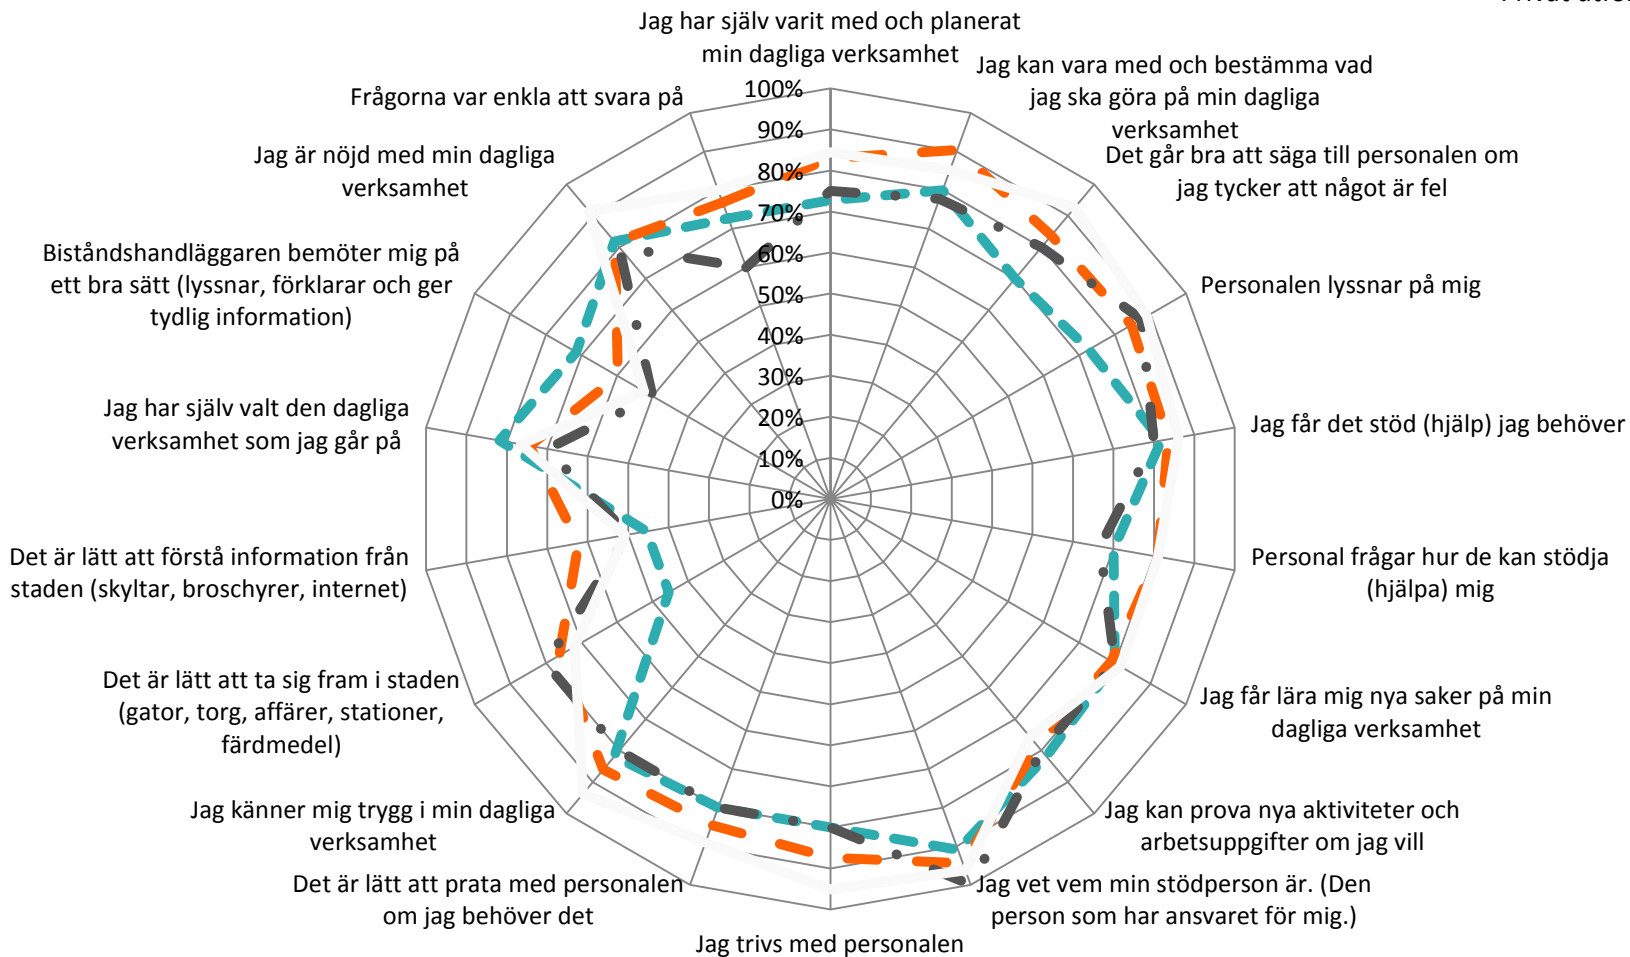 Privat
Jag har själv varit med och planerat
min dagliga verksamhet
Jag kan vara med och bestämma vad
jag ska göra på min dagliga
verksamhet
Det går bra att säga till personalen om
jag tycker att något är fel
Personalen lyssnar på mig
Jag får det stöd (hjälp) jag behöver
Personal frågar hur de kan stödja
(hjälpa) mig
Jag får lära mig nya saker på min
dagliga verksamhet
Jag kan prova nya aktiviteter och
arbetsuppgifter om jag vill
Jag vet vem min stödperson är. (Den
person som har ansvaret för mig.)
Jag trivs med personalen
Det är lätt att prata med personalen
om jag behöver det
Jag känner mig trygg i min dagliga
verksamhet
Det är lätt att ta sig fram i staden
(gator, torg, affärer, stationer,
färdmedel)
Det är lätt att förstå information från
staden (skyltar, broschyrer, internet)
Jag har själv valt den dagliga
verksamhet som jag går på
Biståndshandläggaren bemöter mig på
ett bra sätt (lyssnar, förklarar och ger
tydlig information)
Jag är nöjd med min dagliga
verksamhet
Frågorna var enkla att svara på
100%
90%
80%
70%
60%
50%
40%
30%
20%
10%
0%